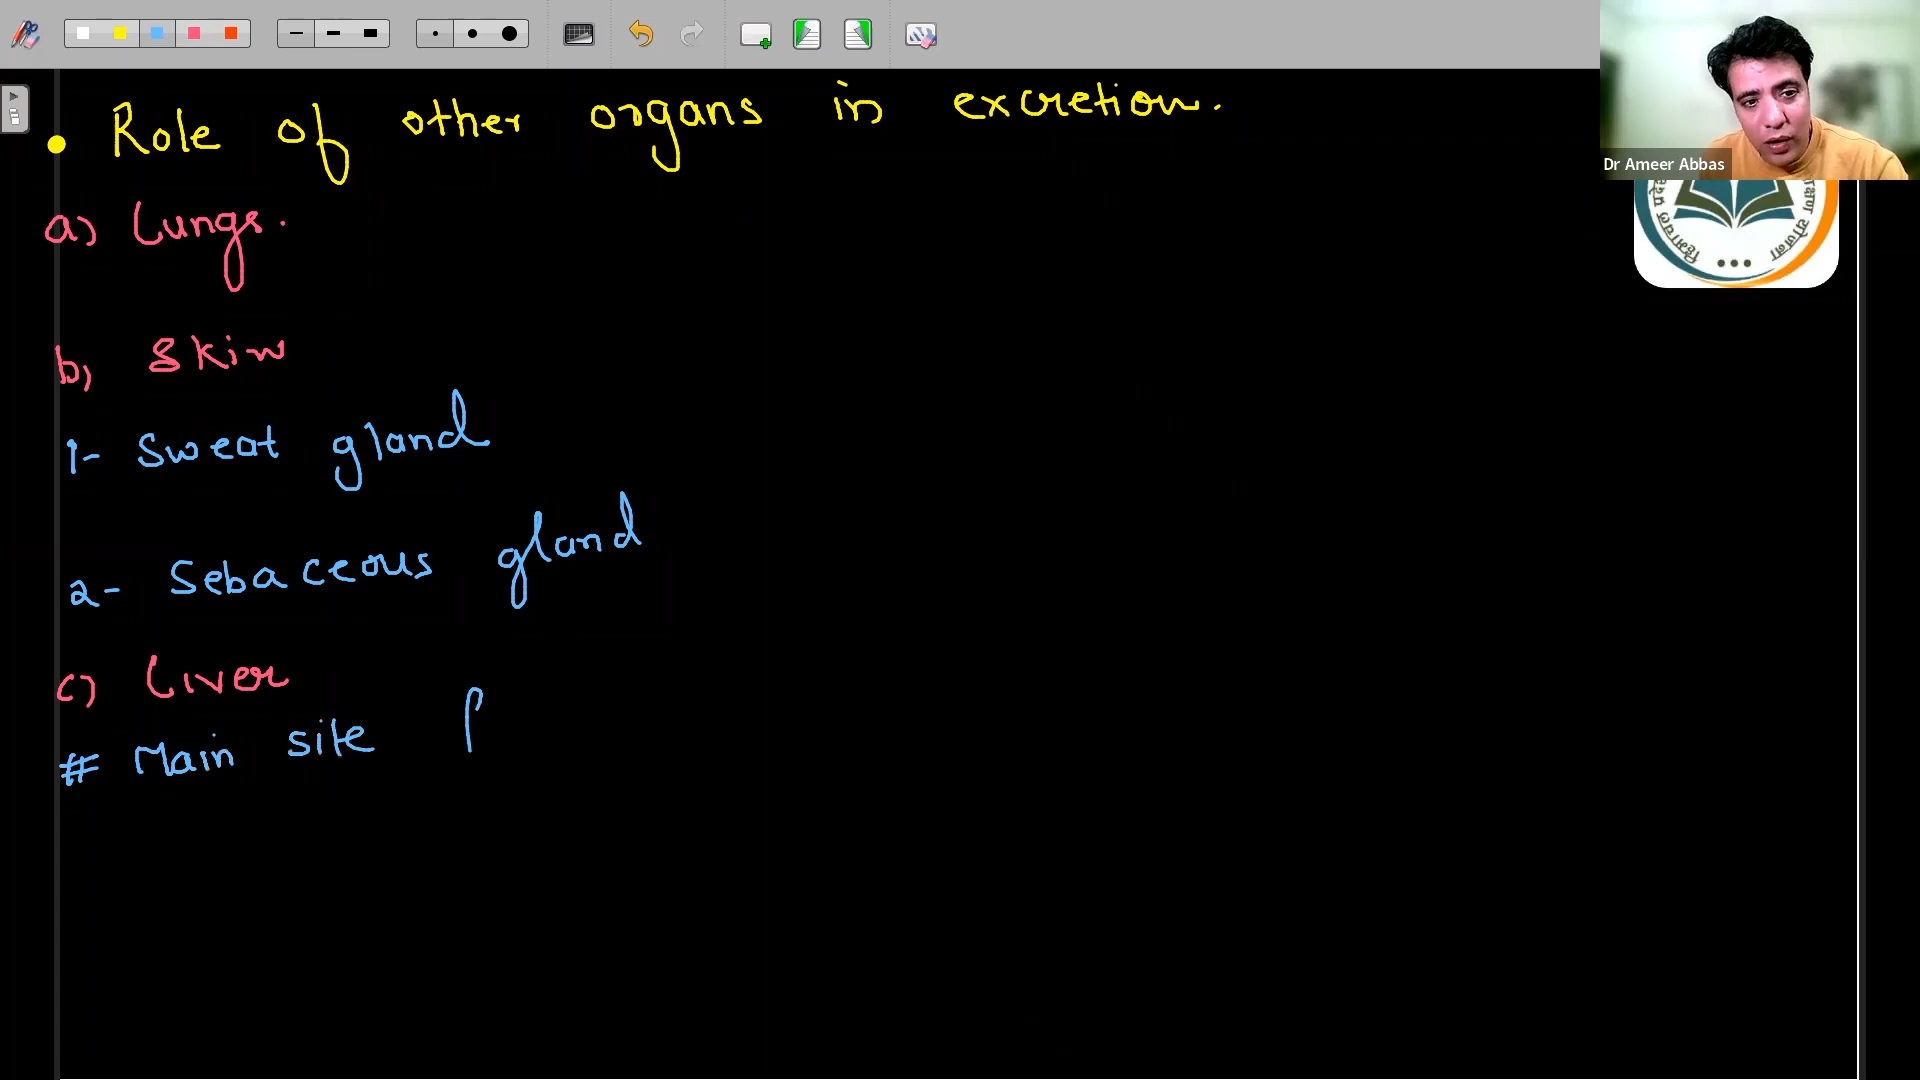 Dr Ameer Abbas
• Role of other organs in excretion.
a) Lungs.
b) Skin
1- Sweat gland
2- Sebaceous gland
c) Liver
# Main site